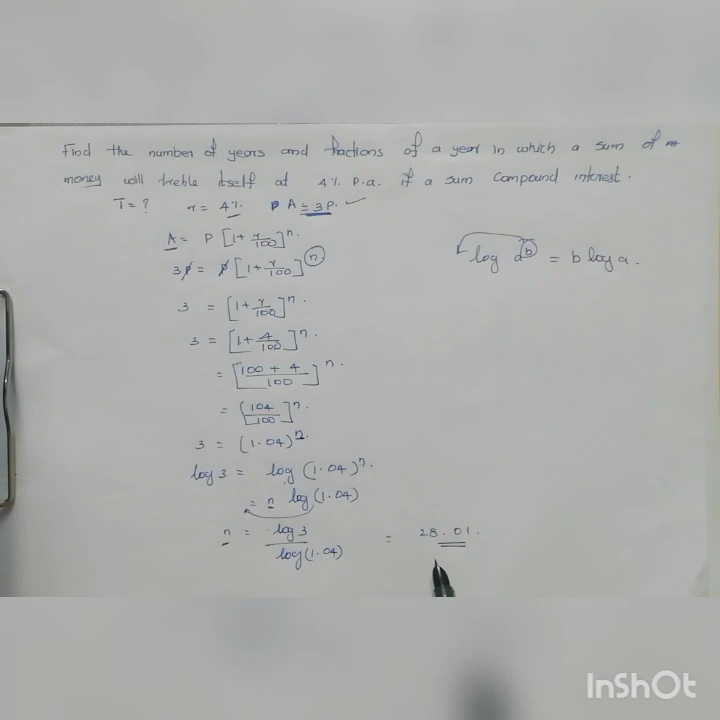 Find the number of years and fractions of a year in which a sum of
money will treble itself at 4% p.a. if a sum compound interest.
T = ? r = 4% P A = 3P. ✓
A = P [1 + r/100]^n.
3P = P [1 + r/100]^n
log a^b = b log a.
3 = [1 + r/100]^n.
3 = [1 + 4/100]^n.
= [100 + 4/100]^n.
= [104/100]^n.
3 = (1.04)^n.
log 3 = log (1.04)^n.
= n log (1.04)
n = log 3/log (1.04) = 28.01.
InShOt